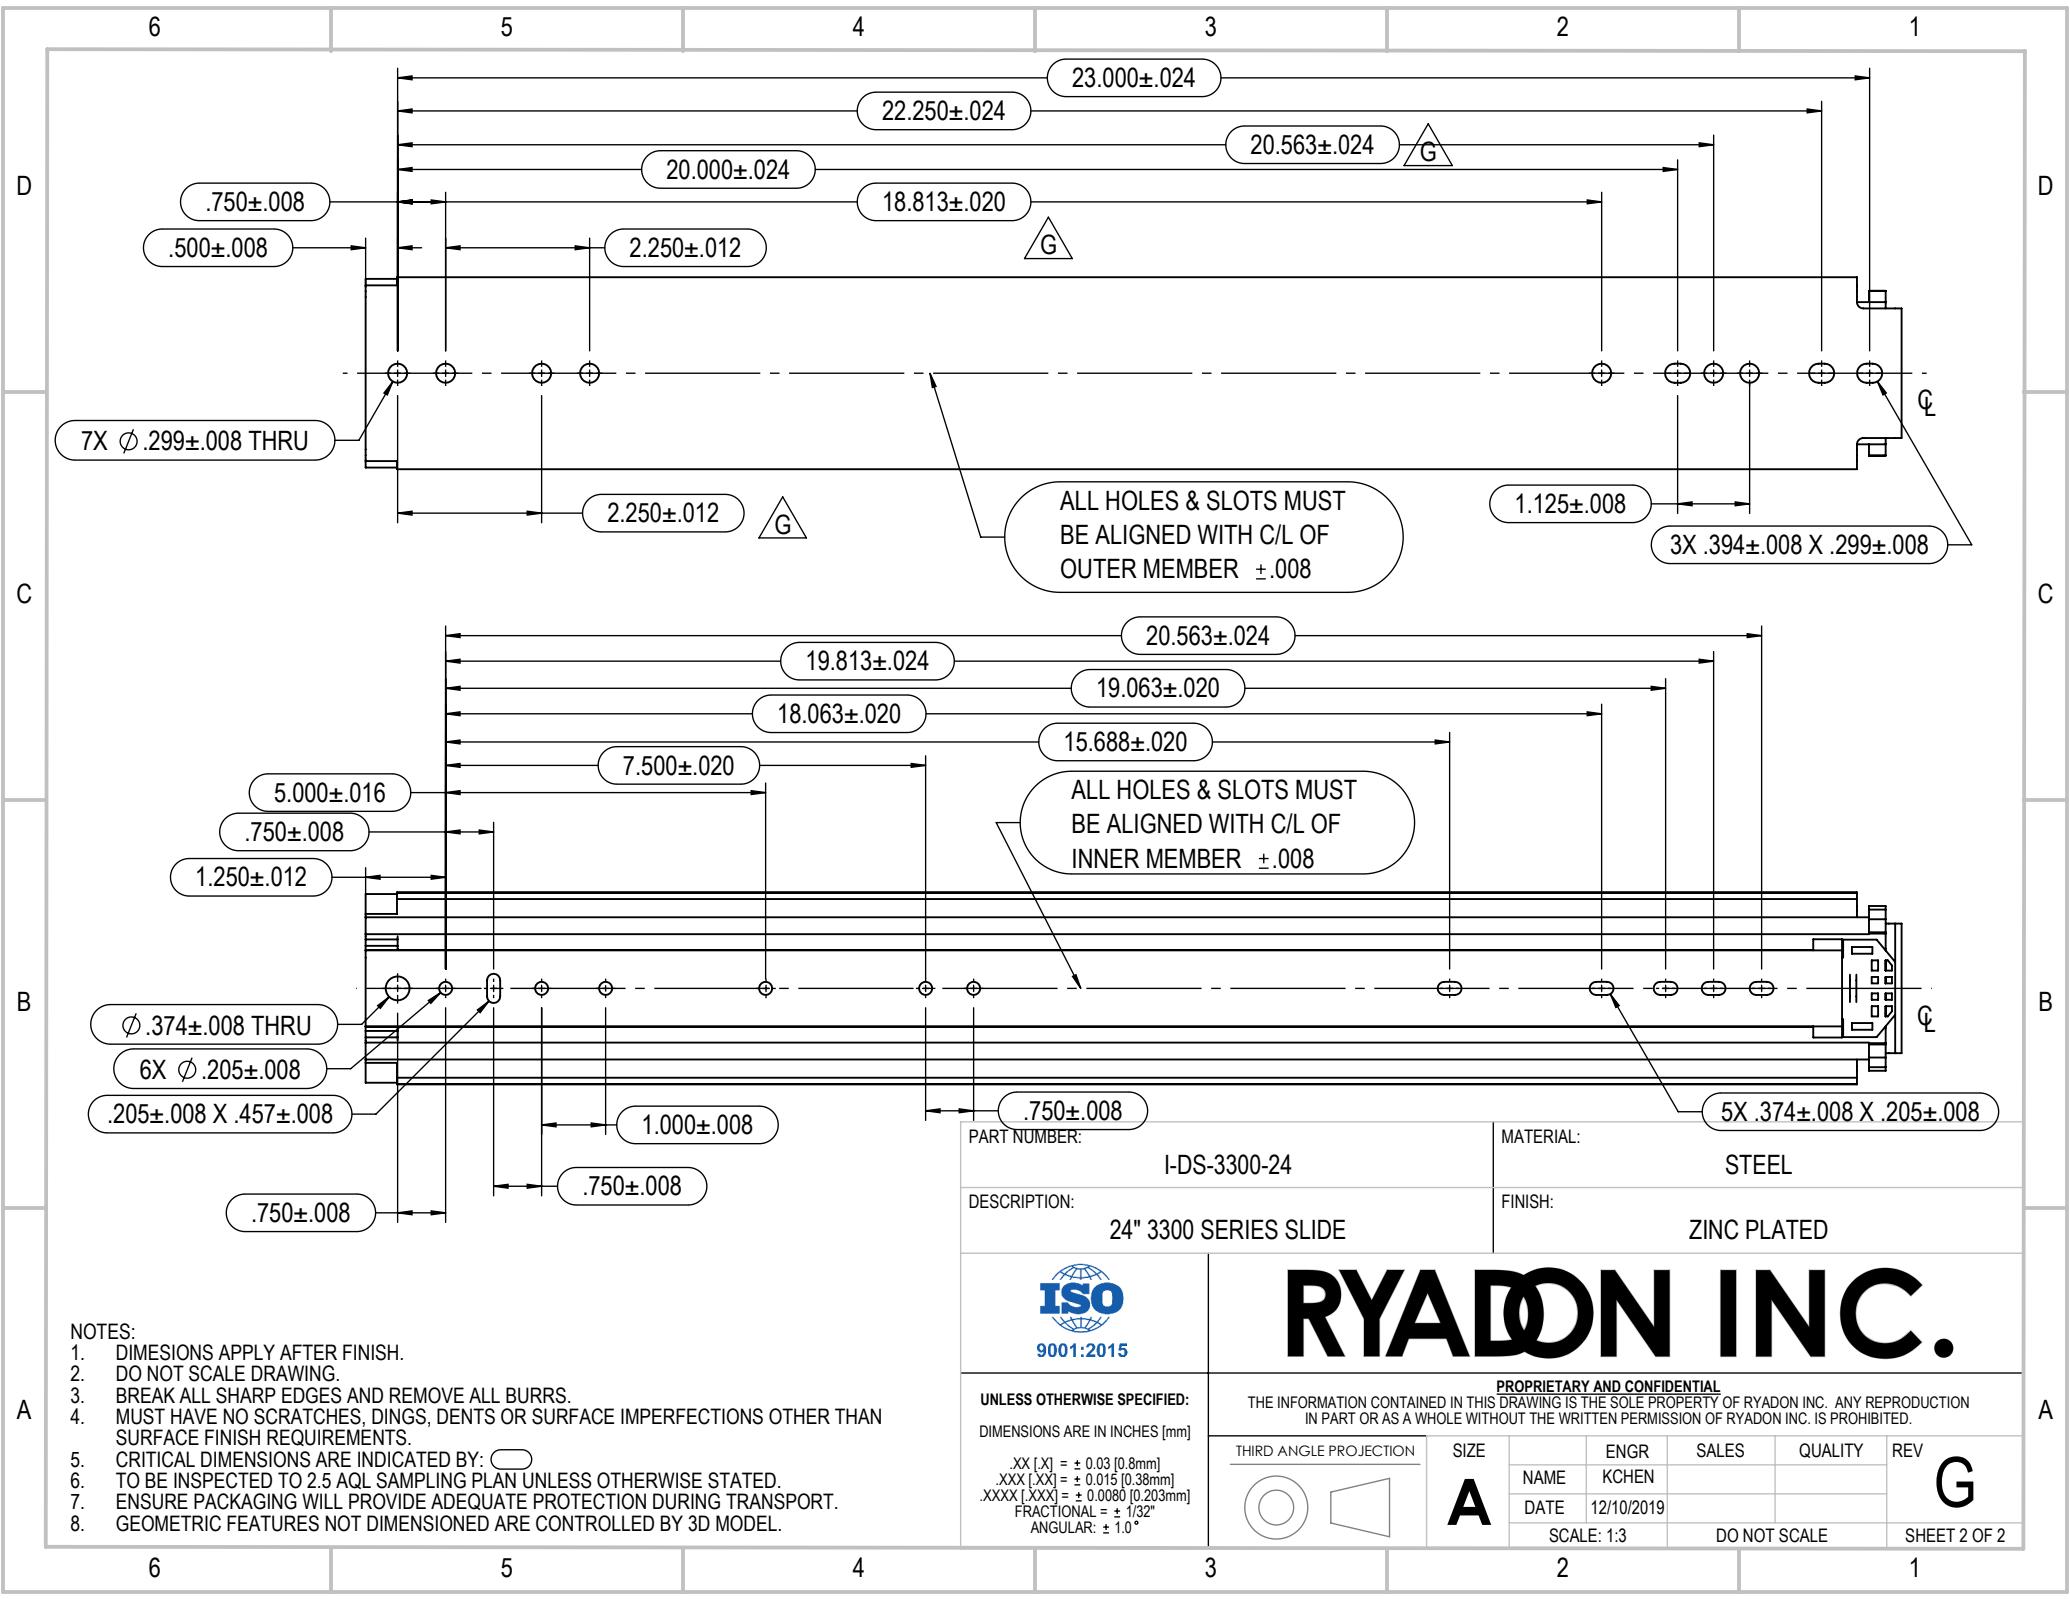 6 5 4 3 2 1
23.000±.024
22.250±.024
20.563±.024 G
20.000±.024
D D
.750±.008 18.813±.020
.500±.008 2.250±.012 G
℄
7X ∅.299±.008 THRU
ALL HOLES & SLOTS MUST
BE ALIGNED WITH C/L OF
OUTER MEMBER ±.008
2.250±.012 G
1.125±.008
3X .394±.008 X .299±.008
C C
20.563±.024
19.813±.024
19.063±.020
18.063±.020
15.688±.020
7.500±.020
5.000±.016
ALL HOLES & SLOTS MUST
BE ALIGNED WITH C/L OF
INNER MEMBER ±.008
.750±.008
1.250±.012
B B
℄
∅.374±.008 THRU
6X ∅.205±.008
.205±.008 X .457±.008
1.000±.008
.750±.008
5X .374±.008 X .205±.008
.750±.008
.750±.008
PART NUMBER:
I-DS-3300-24
MATERIAL:
STEEL
DESCRIPTION:
24" 3300 SERIES SLIDE
FINISH:
ZINC PLATED
ISO
9001:2015
RYADON INC.
NOTES:
1. DIMESIONS APPLY AFTER FINISH.
2. DO NOT SCALE DRAWING.
3. BREAK ALL SHARP EDGES AND REMOVE ALL BURRS.
4. MUST HAVE NO SCRATCHES, DINGS, DENTS OR SURFACE IMPERFECTIONS OTHER THAN
SURFACE FINISH REQUIREMENTS.
5. CRITICAL DIMENSIONS ARE INDICATED BY:
6. TO BE INSPECTED TO 2.5 AQL SAMPLING PLAN UNLESS OTHERWISE STATED.
7. ENSURE PACKAGING WILL PROVIDE ADEQUATE PROTECTION DURING TRANSPORT.
8. GEOMETRIC FEATURES NOT DIMENSIONED ARE CONTROLLED BY 3D MODEL.
A A
UNLESS OTHERWISE SPECIFIED:
DIMENSIONS ARE IN INCHES [mm]
.XX [.X] = ± 0.03 [0.8mm]
.XXX [.XX] = ± 0.015 [0.38mm]
.XXXX [.XXX] = ± 0.0080 [0.203mm]
FRACTIONAL = ± 1/32"
ANGULAR: ± 1.0°
PROPRIETARY AND CONFIDENTIAL
THE INFORMATION CONTAINED IN THIS DRAWING IS THE SOLE PROPERTY OF RYADON INC. ANY REPRODUCTION
IN PART OR AS A WHOLE WITHOUT THE WRITTEN PERMISSION OF RYADON INC. IS PROHIBITED.
THIRD ANGLE PROJECTION
SIZE
A
ENGR SALES QUALITY
NAME KCHEN
DATE 12/10/2019
SCALE: 1:3 DO NOT SCALE
REV
G
SHEET 2 OF 2
6 5 4 3 2 1